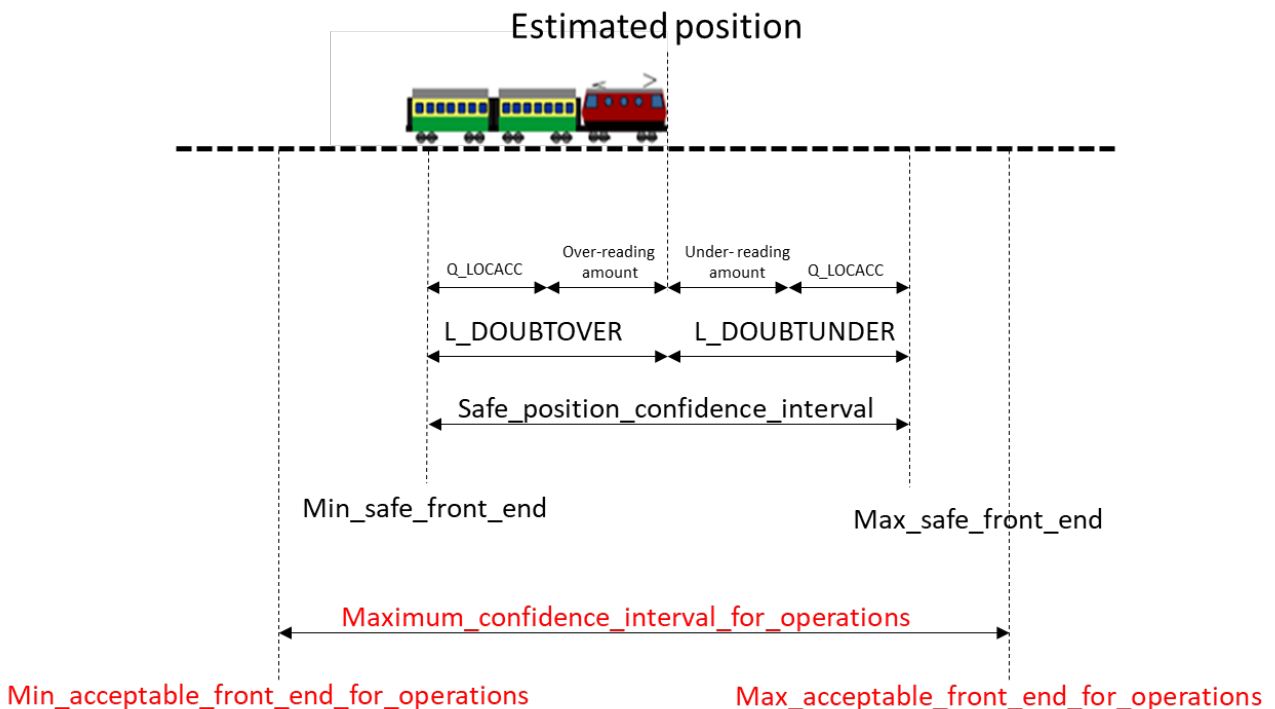 Estimated position
Over-reading
Under- reading
Q_LOCACC
amount
amount
Q_LOCACC
L_DOUBTOVER
L_DOUBTUNDER
Safe_position_confidence_interval
Min_safe_front_end
Max_safe_front_end
Maximum_confidence_interval_for_operations
Min_acceptable_front_end_for_operations
Max_acceptable_front_end_for_operations